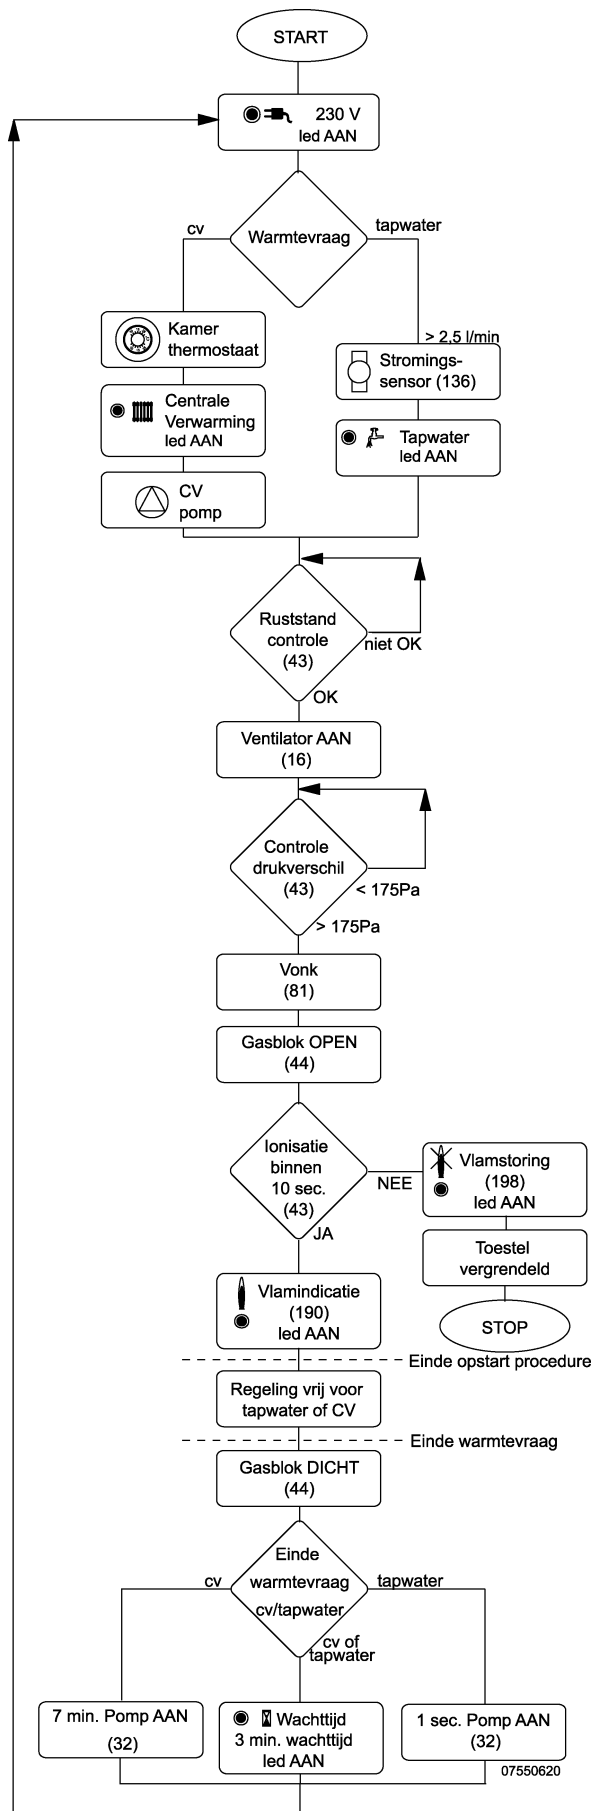 START
230 V
led AAN
Warmtevraag
cv
tapwater
Kamer
thermostaat
Centrale
Verwarming
led AAN
CV
pomp
> 2,5 l/min
Stromings-
sensor (136)
Tapwater
led AAN
Ruststand
controle
(43)
niet OK
OK
Ventilator AAN
(16)
Controle
drukverschil
(43)
< 175Pa
> 175Pa
Vonk
(81)
Gasblok OPEN
(44)
Ionisatie
binnen
10 sec.
(43)
NEE
JA
Vlamstoring
(198)
led AAN
Toestel
vergrendeld
STOP
Vlamindicatie
(190)
led AAN
Einde opstart procedure
Regeling vrij voor
tapwater of CV
Einde warmtevraag
Gasblok DICHT
(44)
Einde
warmtevraag
cv/tapwater
cv
tapwater
cv of
tapwater
7 min. Pomp AAN
(32)
Wachttijd
3 min. wachttijd
led AAN
1 sec. Pomp AAN
(32)
07550620